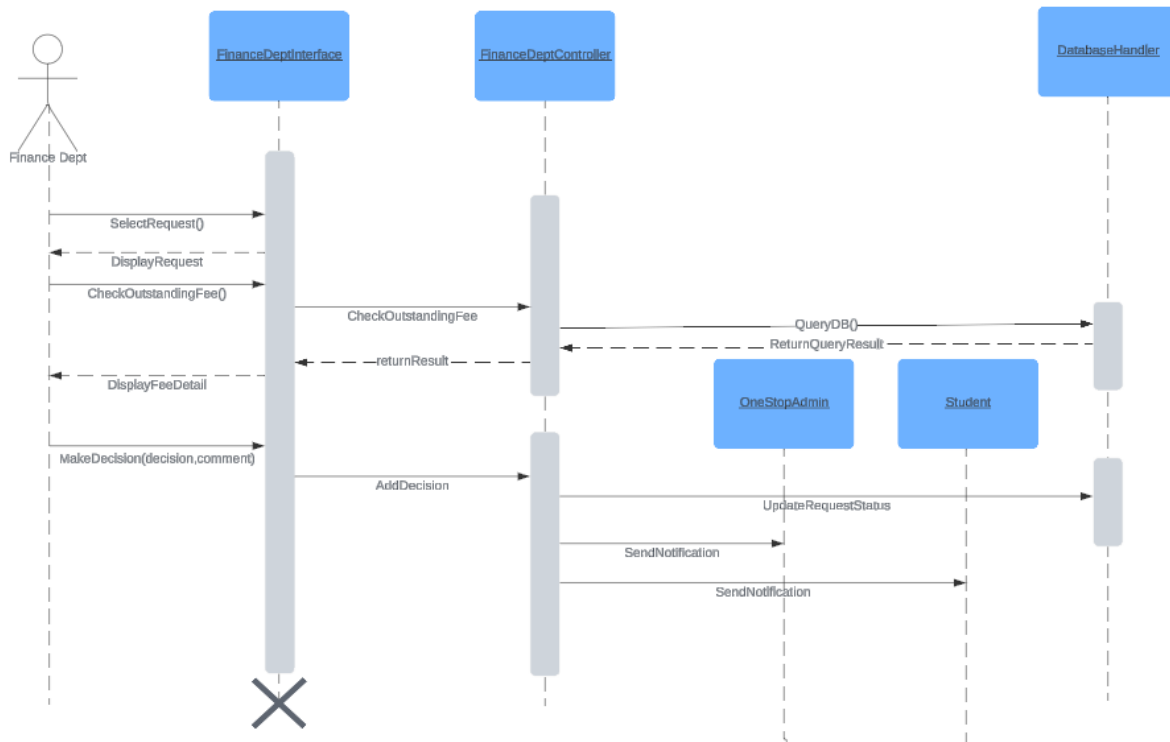 FinanceDeptInterface
FinanceDeptController
DatabaseHandler
Finance Dept
SelectRequest()
DisplayRequest
CheckOutstandingFee()
CheckOutstandingFee
QueryDB()
ReturnQueryResult
returnResult
DisplayFeeDetail
OneStopAdmin
Student
MakeDecision(decision,comment)
AddDecision
UpdateRequestStatus
SendNotification
SendNotification